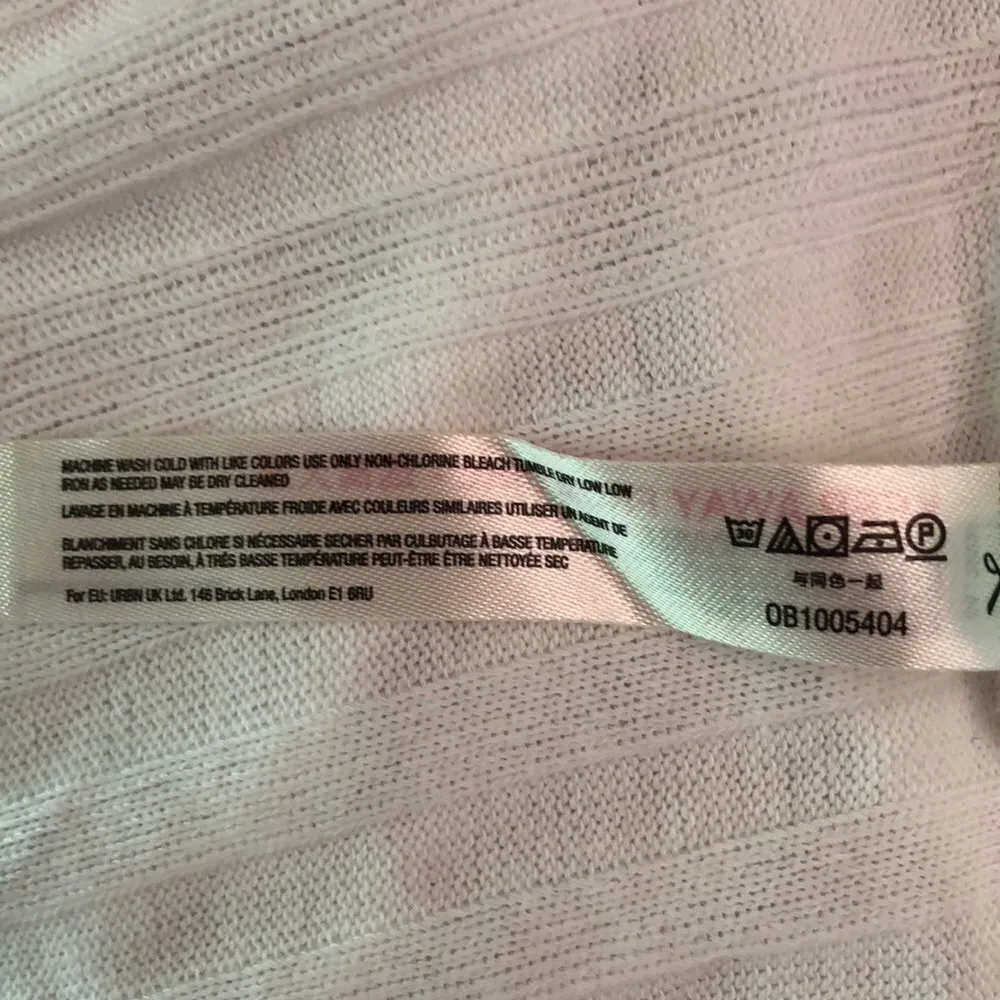 MACHINE WASH COLD WITH LIKE COLORS USE ONLY NON-CHLORINE BLEACH TUMBLE DRY LOW LOW
IRON AS NEEDED MAY BE DRY CLEANED
LAVAGE EN MACHINE À TEMPÉRATURE FROIDE AVEC COULEURS SIMILAIRES UTILISER UN AGENT DE
BLANCHIMENT SANS CHLORE SI NÉCESSAIRE SECHER PAR CULBUTAGE À BASSE TEMPÉRATURE
REPASSER, AU BESOIN, À TRÉS BASSE TEMPÉRATURE PEUT-ÊTRE ÊTRE NETTOYÉE SEC
For EU: URBN UK Ltd. 146 Brick Lane, London E1 6RU
30
P
与同色一起
OB1005404